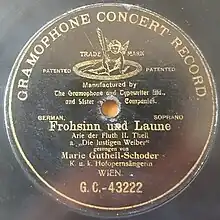 GRAMOPHONE CONCERT RECORD
TRADE MARK
PATENTED PATENTED
Manufactured by
The Gramophone and Typewriter Ltd.,
and Sister Companies.
GERMAN, SOPRANO
Frohsinn und Laune
Arie der Fluth II. Theil
a. „Die lustigen Weiber"
gesungen von
Marie Gutheil-Schoder
K. u. k. Hofopernsängerin
WIEN.
G.C.-43222